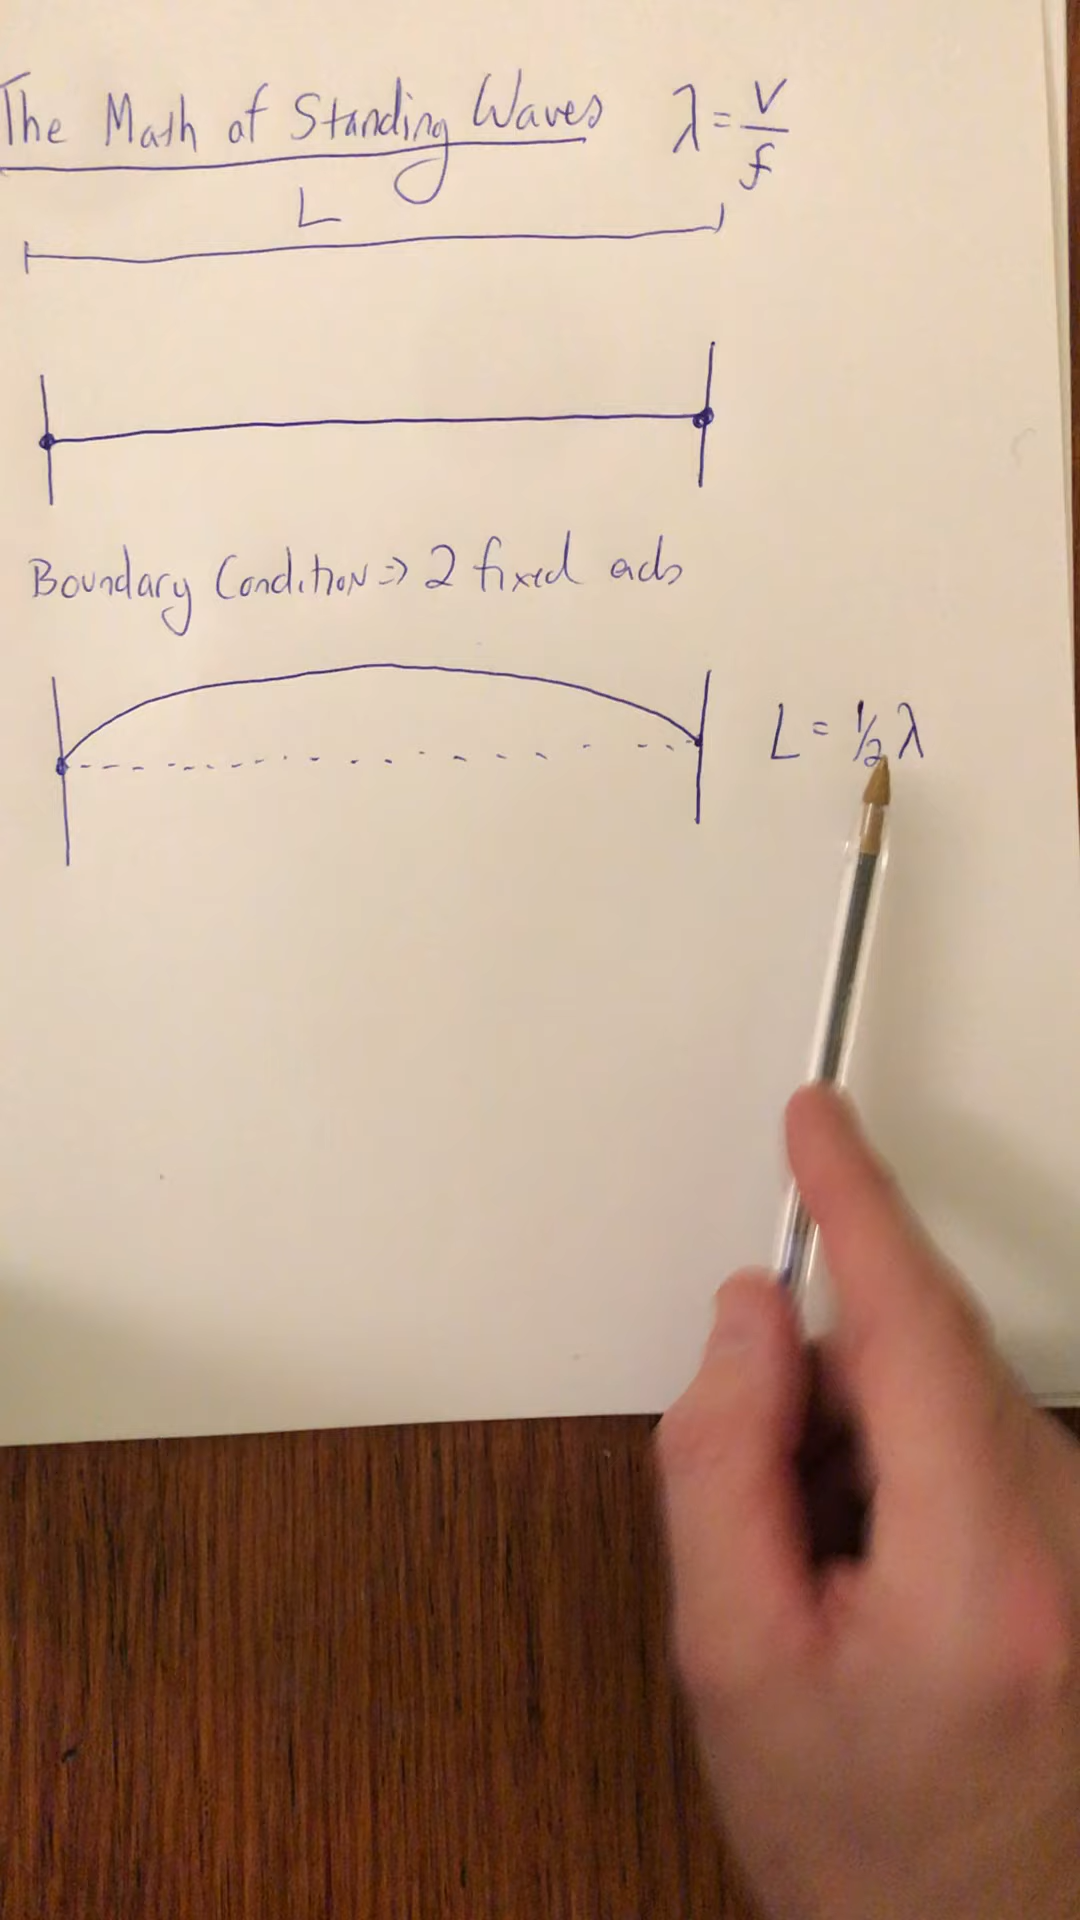 The Math of Standing Waves λ = v/f
L
Boundary Condition => 2 fixed ends
L = 1/2 λ